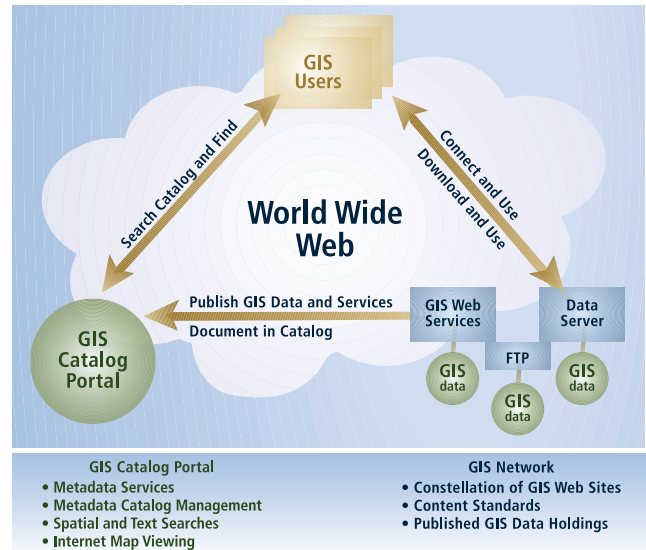 GIS
Users
Search Catalog and Find
Connect and Use
Download and Use
World Wide
Web
Publish GIS Data and Services
Document in Catalog
GIS
Catalog
Portal
GIS Web
Services
Data
Server
FTP
GIS
data
GIS
data
GIS
data
GIS Catalog Portal
• Metadata Services
• Metadata Catalog Management
• Spatial and Text Searches
• Internet Map Viewing
GIS Network
• Constellation of GIS Web Sites
• Content Standards
• Published GIS Data Holdings